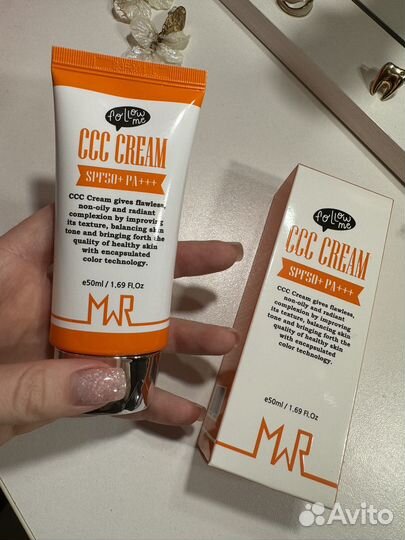 follow
me
CCC CREAM
SPF50+ PA+++
CCC Cream gives flawless,
non-oily and radiant
complexion by improving
its texture, balancing skin
tone and bringing forth the
quality of healthy skin
with encapsulated
color technology.
e50ml / 1.69 Fl.Oz
MWR
follow
me
CCC CREAM
SPF50+ PA+++
CCC Cream gives flawless,
non-oily and radiant
complexion by improving
its texture, balancing skin
tone and bringing forth the
quality of healthy skin
with encapsulated
color technology.
e50ml / 1.69 Fl.Oz
MWR
Avito